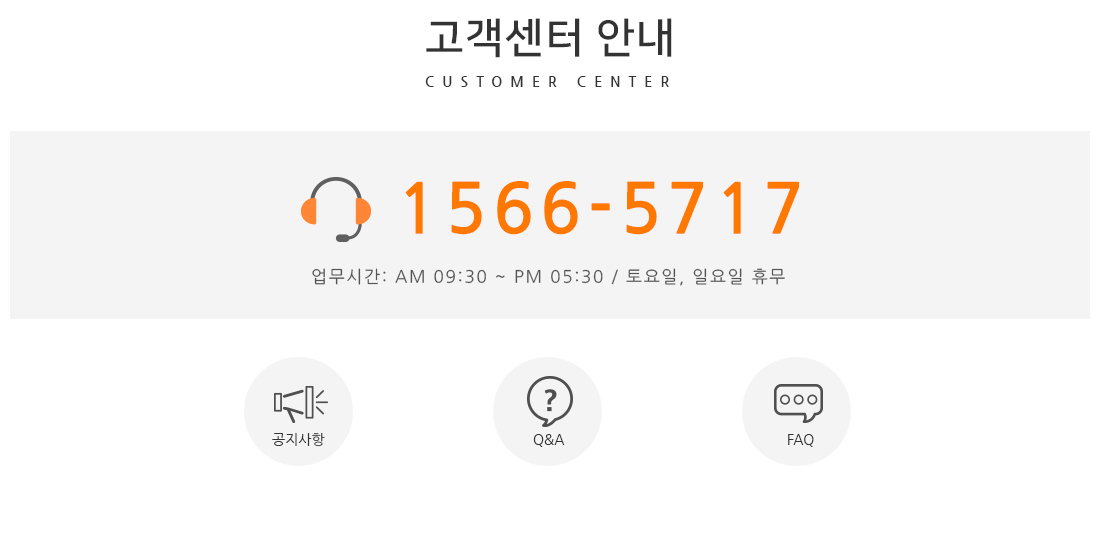 고객센터 안내
CUSTOMER CENTER
1566-5717
업무시간: AM 09:30 ~ PM 05:30 / 토요일, 일요일 휴무
?
공지사항
Q&A
FAQ